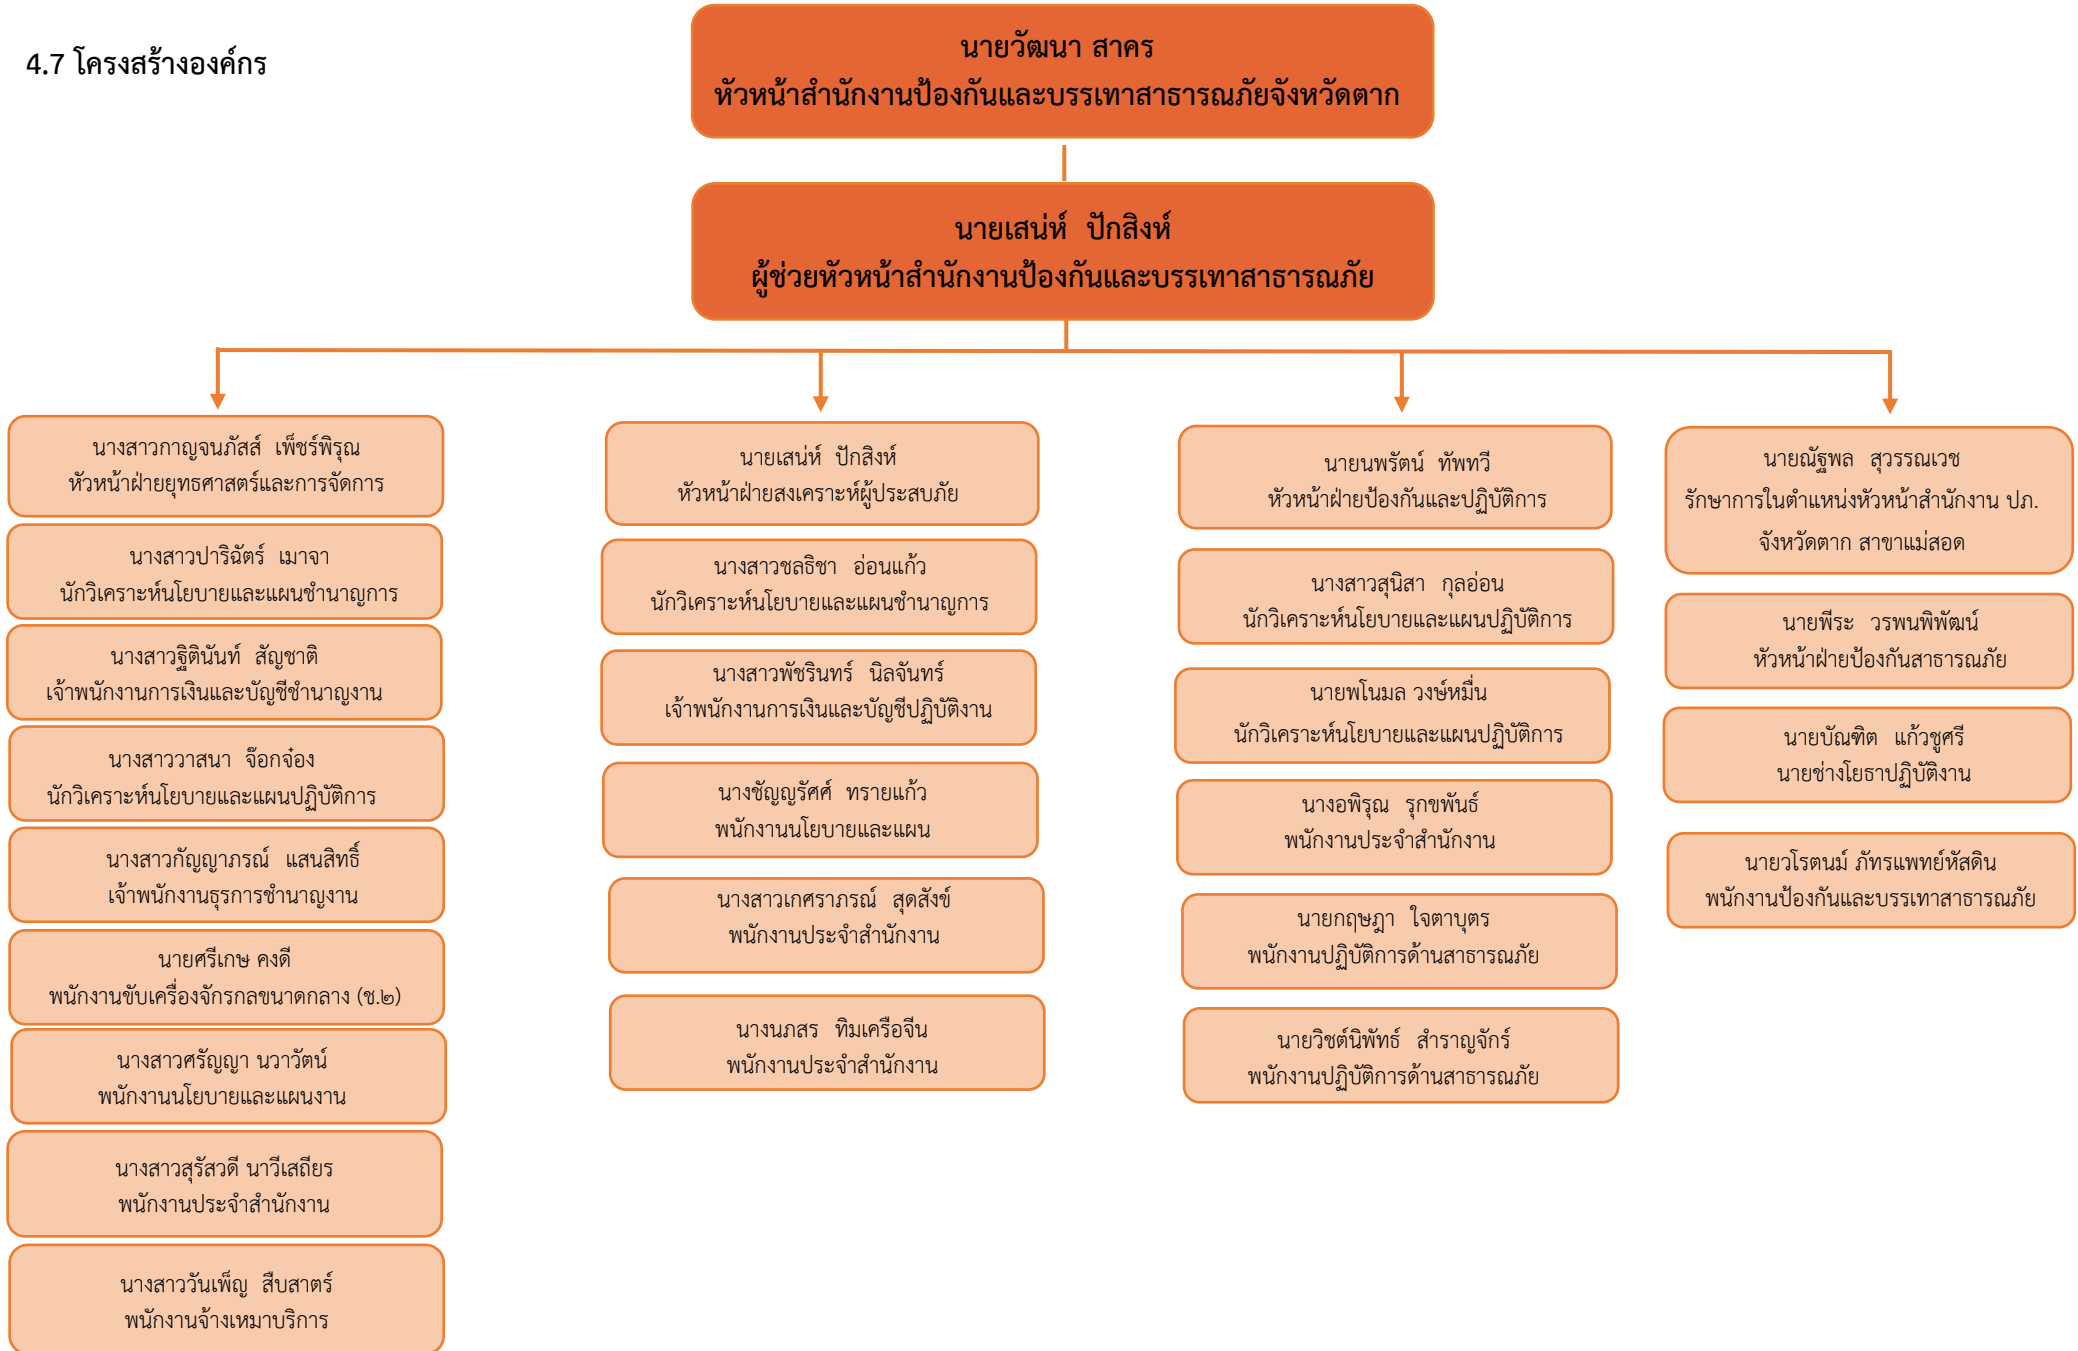 4.7 โครงสร้างองค์กร
นายวัฒนา สาคร
หัวหน้าสำนักงานป้องกันและบรรเทาสาธารณภัยจังหวัดตาก
นายเสน่ห์ ปักสิงห์
ผู้ช่วยหัวหน้าสำนักงานป้องกันและบรรเทาสาธารณภัย
นางสาวกาญจนภัสส์ เพ็ชร์พิรุณ
หัวหน้าฝ่ายยุทธศาสตร์และการจัดการ
นางสาวปาริฉัตร์ เมาจา
นักวิเคราะห์นโยบายและแผนชำนาญการ
นางสาวฐิตินันท์ สัญชาติ
เจ้าพนักงานการเงินและบัญชีชำนาญงาน
นางสาววาสนา จ๊อกจ๋อง
นักวิเคราะห์นโยบายและแผนปฏิบัติการ
นางสาวกัญญาภรณ์ แสนสิทธิ์
เจ้าพนักงานธุรการชำนาญงาน
นายศรีเกษ คงดี
พนักงานขับเครื่องจักรกลขนาดกลาง (ช.๒)
นางสาวศรัญญา นวาวัตน์
พนักงานนโยบายและแผนงาน
นางสาวสุรัสวดี นาวีเสถียร
พนักงานประจำสำนักงาน
นางสาววันเพ็ญ สืบสาตร์
พนักงานจ้างเหมาบริการ
นายเสน่ห์ ปักสิงห์
หัวหน้าฝ่ายสงเคราะห์ผู้ประสบภัย
นางสาวชลธิชา อ่อนแก้ว
นักวิเคราะห์นโยบายและแผนชำนาญการ
นางสาวพัชรินทร์ นิลจันทร์
เจ้าพนักงานการเงินและบัญชีปฏิบัติงาน
นางชัญญรัศศ์ ทรายแก้ว
พนักงานนโยบายและแผน
นางสาวเกศราภรณ์ สุดสังข์
พนักงานประจำสำนักงาน
นางนภสร ทิมเครือจีน
พนักงานประจำสำนักงาน
นายนพรัตน์ ทัพทวี
หัวหน้าฝ่ายป้องกันและปฏิบัติการ
นางสาวสุนิสา กุลอ่อน
นักวิเคราะห์นโยบายและแผนปฏิบัติการ
นายพโนมล วงษ์หมื่น
นักวิเคราะห์นโยบายและแผนปฏิบัติการ
นางอพิรุณ รุกขพันธ์
พนักงานประจำสำนักงาน
นายกฤษฎา ใจตาบุตร
พนักงานปฏิบัติการด้านสาธารณภัย
นายวิชต์นิพัทธ์ สำราญจักร์
พนักงานปฏิบัติการด้านสาธารณภัย
นายณัฐพล สุวรรณเวช
รักษาการในตำแหน่งหัวหน้าสำนักงาน ปภ.
จังหวัดตาก สาขาแม่สอด
นายพีระ วรพนพิพัฒน์
หัวหน้าฝ่ายป้องกันสาธารณภัย
นายบัณฑิต แก้วชูศรี
นายช่างโยธาปฏิบัติงาน
นายวโรตนม์ ภัทรแพทย์หัสดิน
พนักงานป้องกันและบรรเทาสาธารณภัย